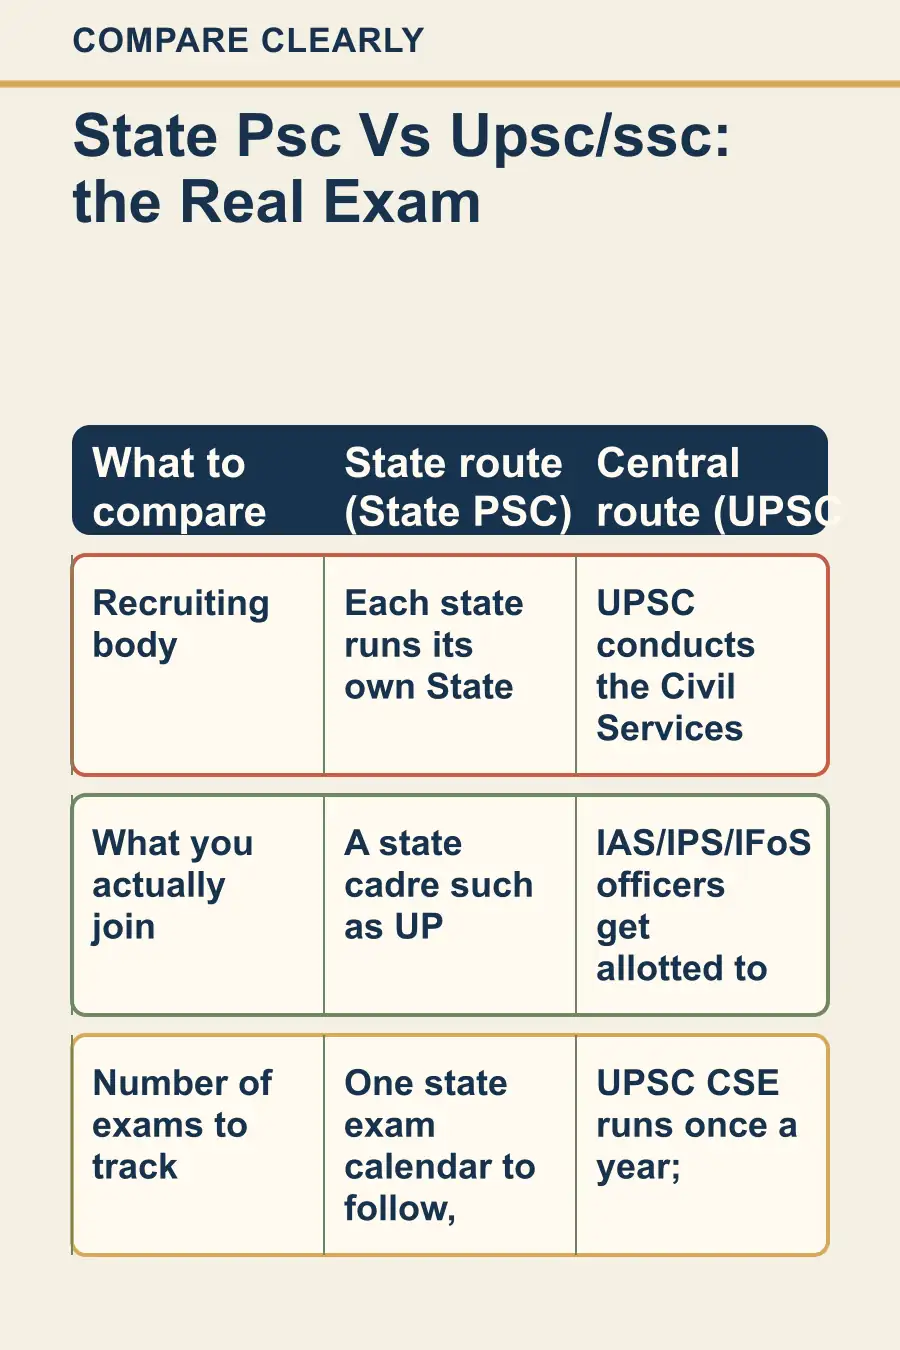 COMPARE CLEARLY
State Psc Vs Upsc/ssc:
the Real Exam
What to
compare
State route
(State PSC)
Central
route (UPSC
Recruiting
body
Each state
runs its
own State
UPSC
conducts
the Civil
Services
What you
actually
join
A state
cadre such
as UP
IAS/IPS/IFoS
officers
get
allotted to
Number of
exams to
track
One state
exam
calendar to
follow,
UPSC CSE
runs once a
year;